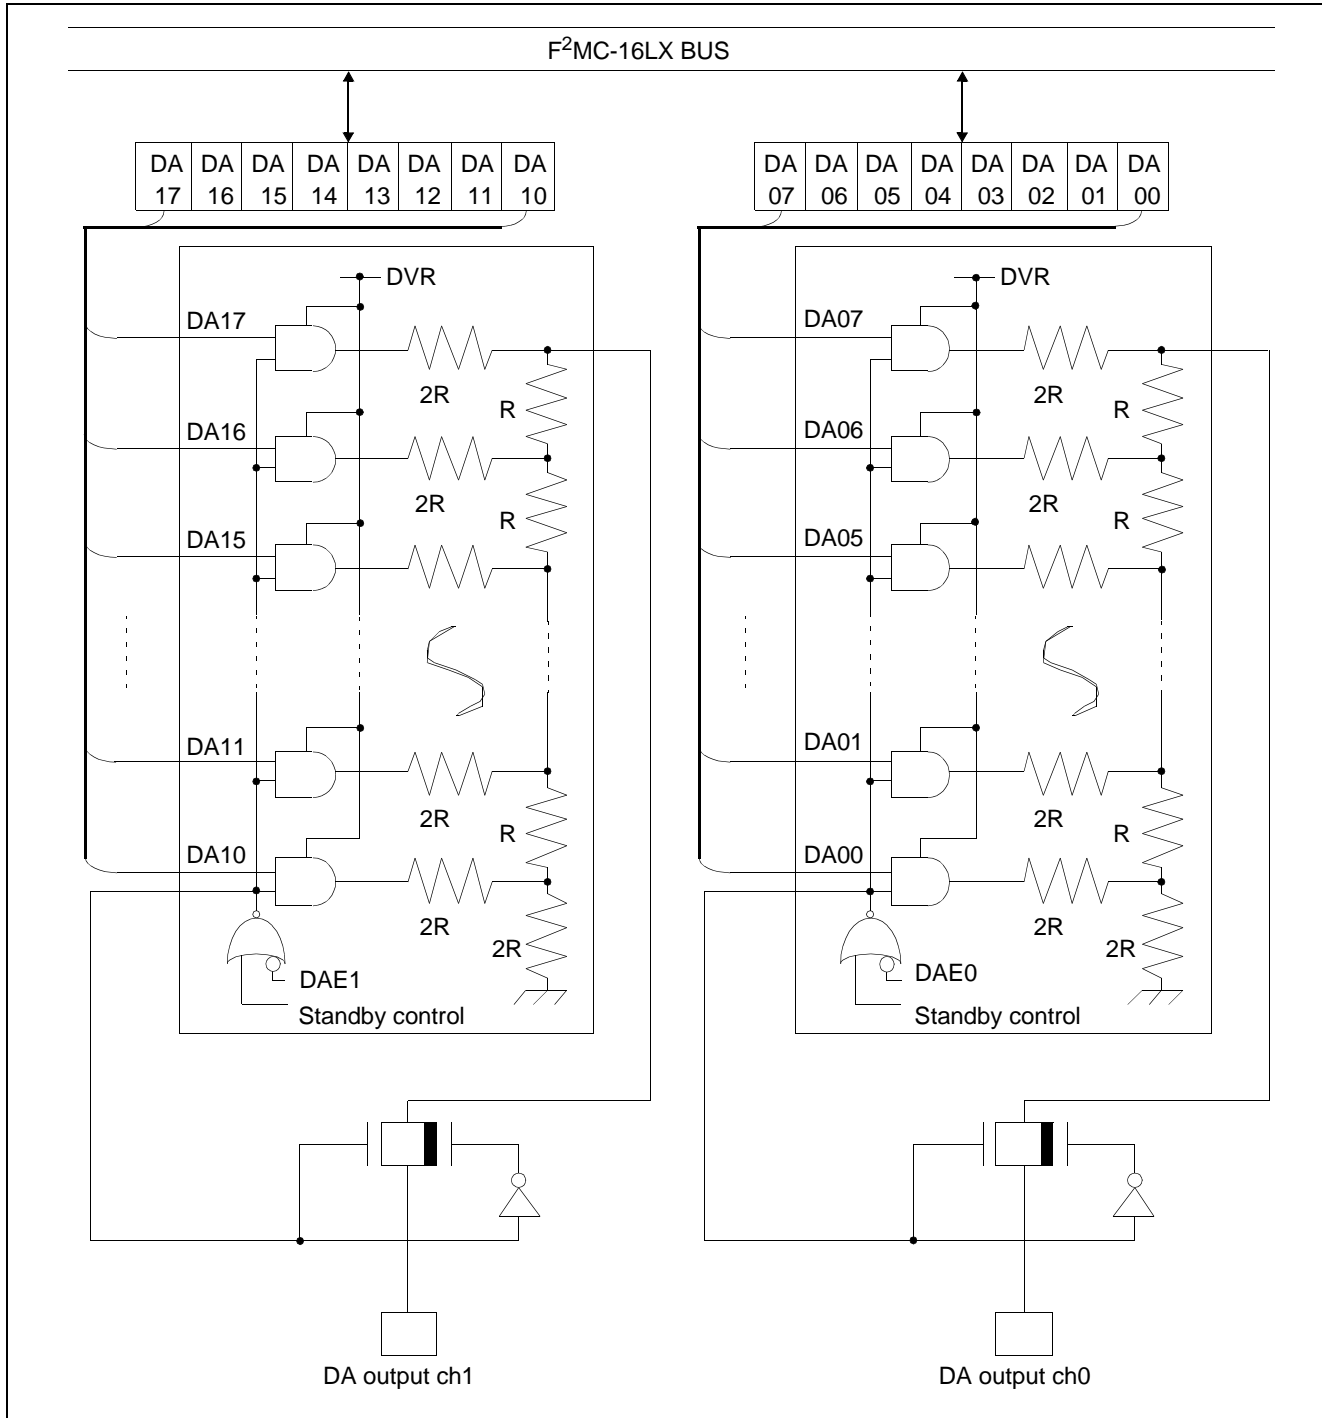 F²MC-16LX BUS
DA DA DA DA DA DA DA DA
17 16 15 14 13 12 11 10
DA DA DA DA DA DA DA DA
07 06 05 04 03 02 01 00
DVR
DA17
2R
R
DA16
2R
R
DA15
DA11
2R
R
DA10
2R
2R
DAE1
Standby control
DA output ch1
DVR
DA07
2R
R
DA06
2R
R
DA05
DA01
2R
R
DA00
2R
2R
DAE0
Standby control
DA output ch0